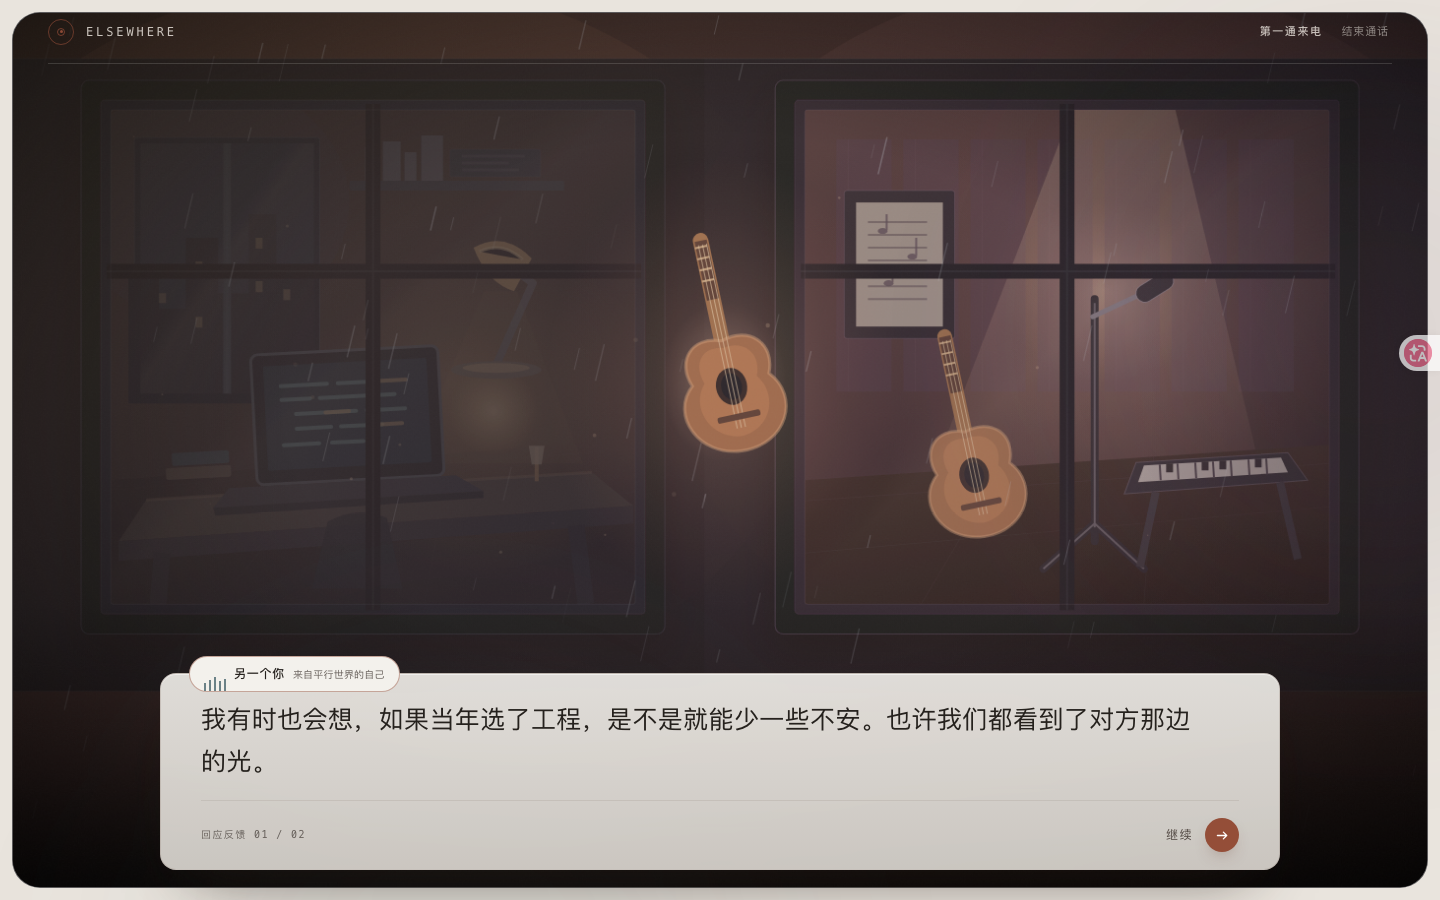 ELSEWHERE
第一通来电 结束通话
另一个你 来自平行世界的自己
我有时也会想，如果当年选了工程，是不是就能少一些不安。也许我们都看到了对方那边
的光。
回应反馈 01 / 02
继续